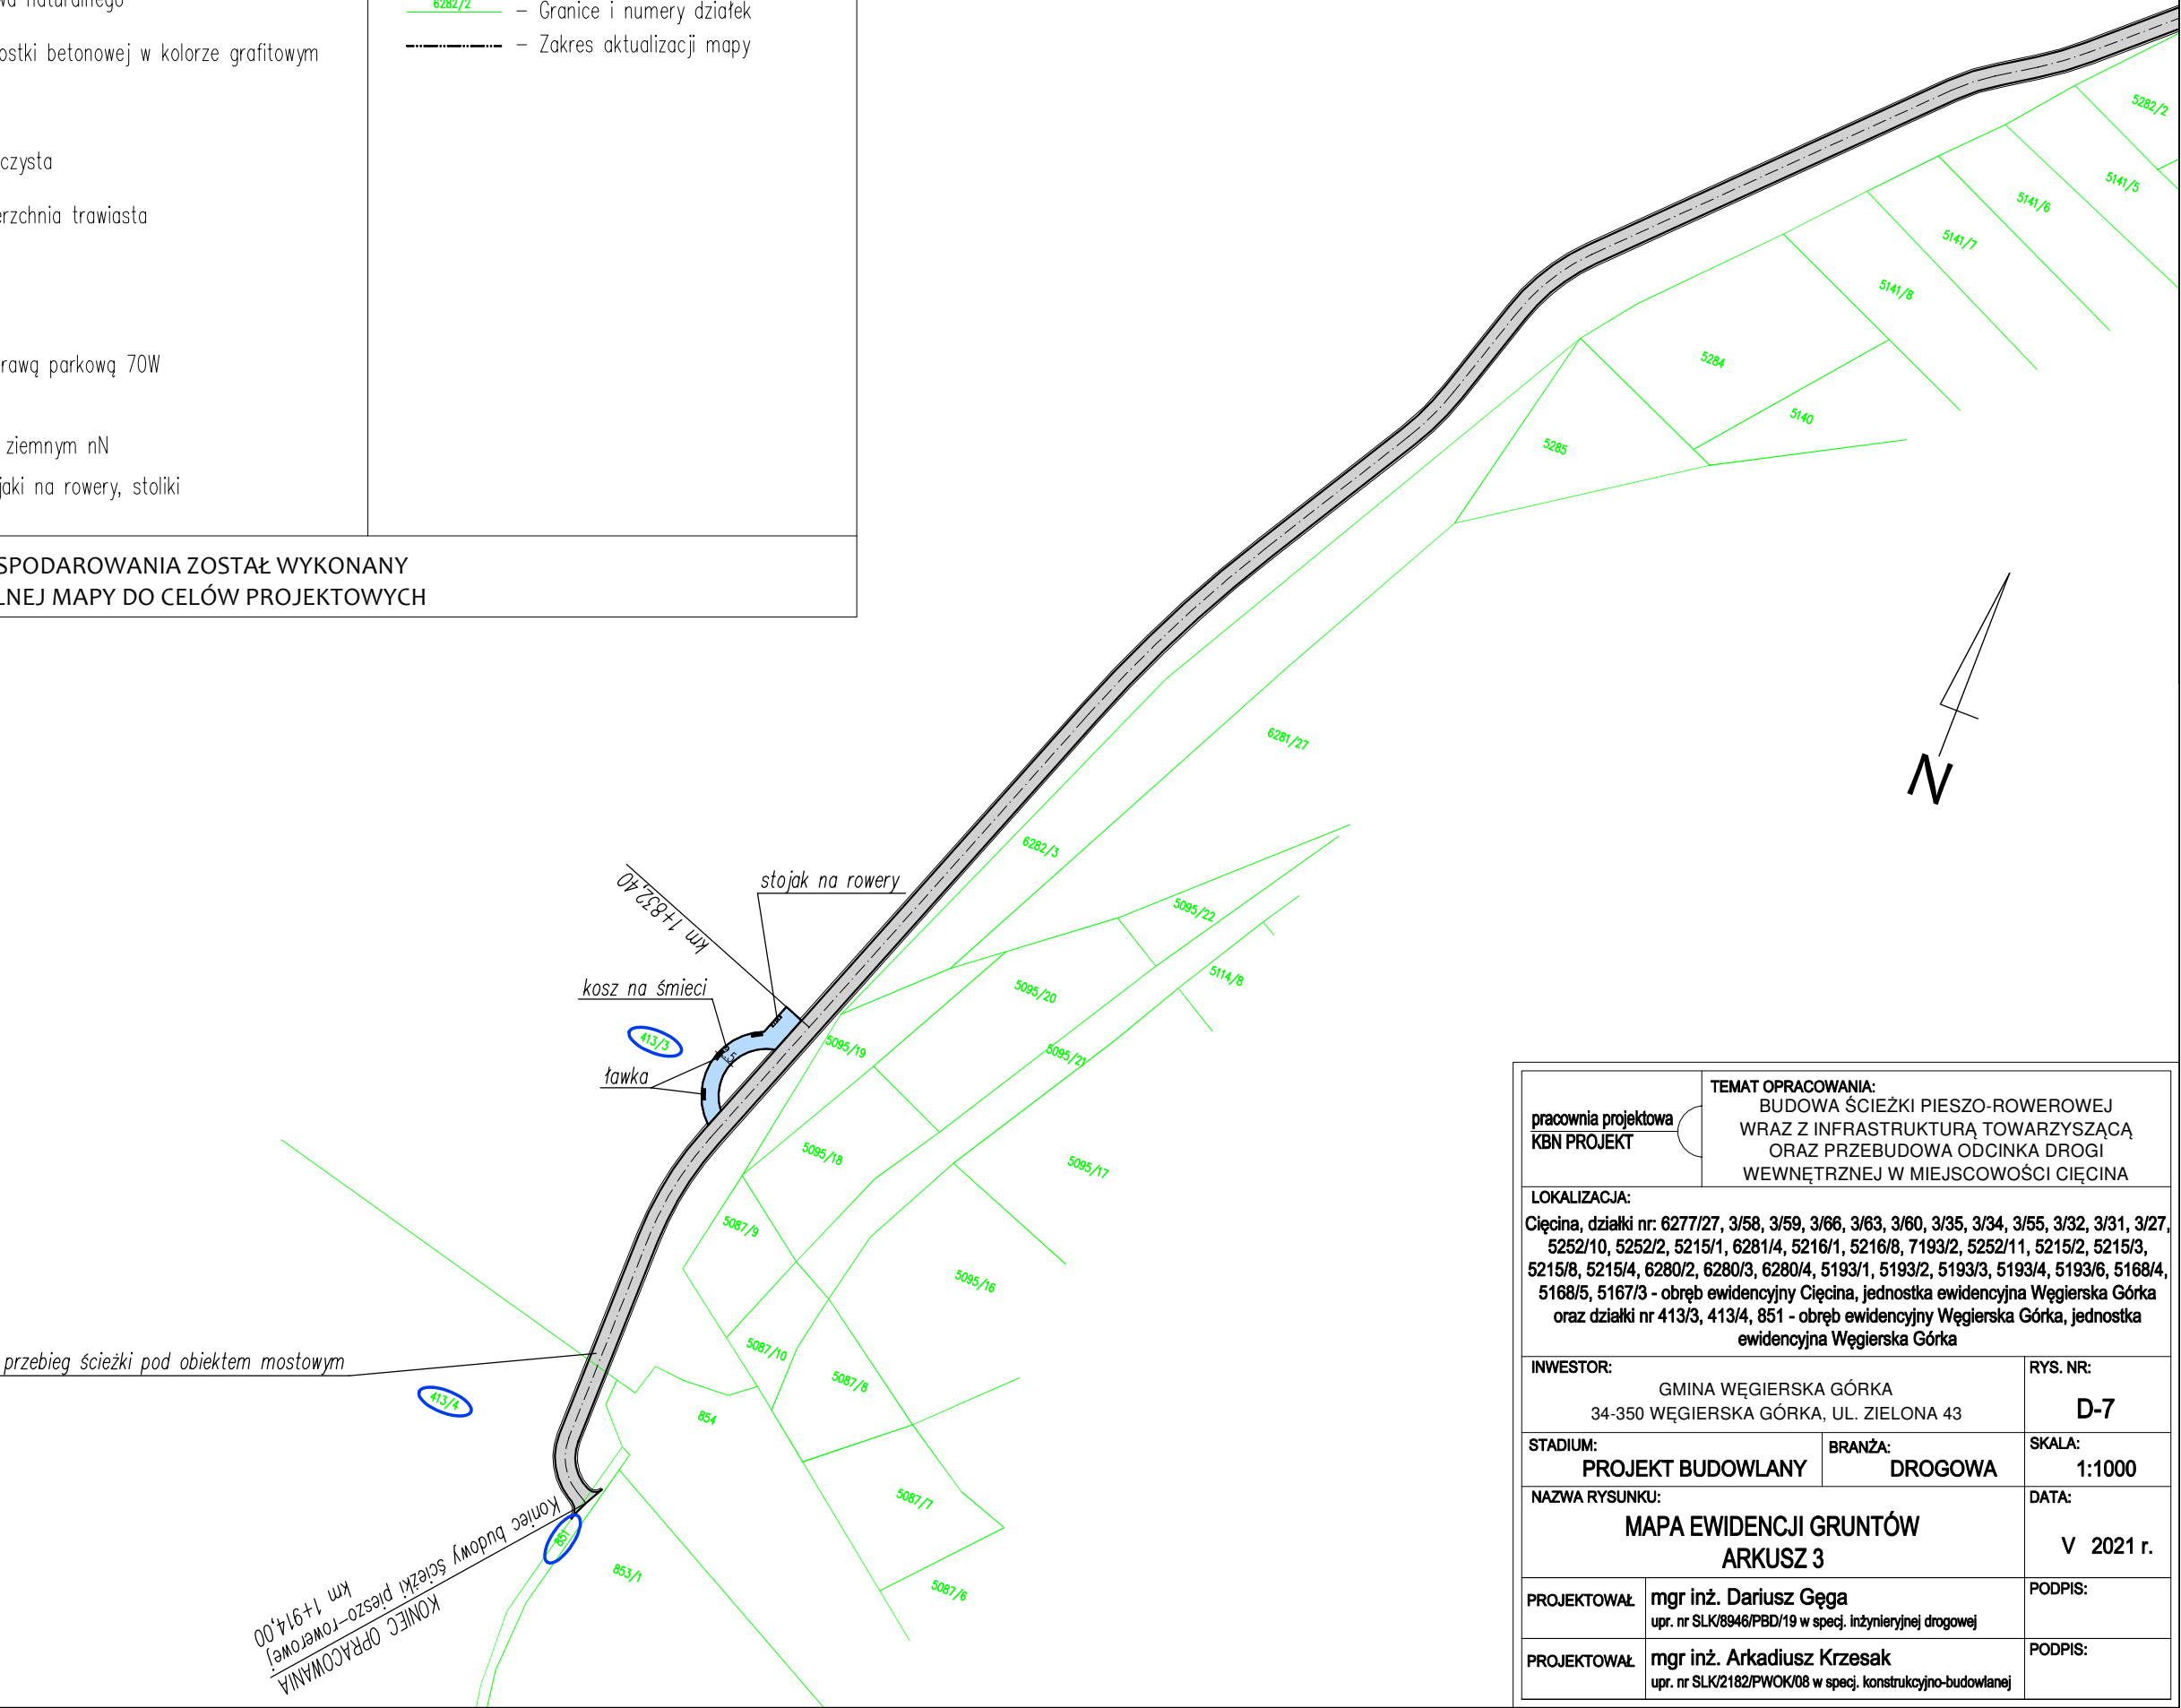 naturalnego
6282/2 – Granice i numery działek
ostki betonowej w kolorze grafitowym
– Zakres aktualizacji mapy
czysta
erzchnia trawiasta
rawą parkową 70W
ziemnym nN
jaki na rowery, stoliki
SPODAROWANIA ZOSTAŁ WYKONANY
LNEJ MAPY DO CELÓW PROJEKTOWYCH
5282/2
5141/5
5141/6
5141/7
5141/8
5284
5140
5285
6281/27
N
6282/3
km 1+832,40
stojak na rowery
5095/22
5114/8
kosz na śmieci
5095/20
413/3
5095/19
5095/21
ławka
5095/18
5095/17
5087/9
5095/16
5087/10
przebieg ścieżki pod obiektem mostowym
5087/8
413/4
854
5087/7
851
853/1
5087/6
Koniec budowy ścieżki pieszo-rowerowej
km 1+914,00
KONIEC OPRACOWANIA
pracownia projektowa
KBN PROJEKT
TEMAT OPRACOWANIA:
BUDOWA ŚCIEŻKI PIESZO-ROWEROWEJ
WRAZ Z INFRASTRUKTURĄ TOWARZYSZĄCĄ
ORAZ PRZEBUDOWA ODCINKA DROGI
WEWNĘTRZNEJ W MIEJSCOWOŚCI CIĘCINA
LOKALIZACJA:
Cięcina, działki nr: 6277/27, 3/58, 3/59, 3/66, 3/63, 3/60, 3/35, 3/34, 3/55, 3/32, 3/31, 3/27,
5252/10, 5252/2, 5215/1, 6281/4, 5216/1, 5216/8, 7193/2, 5252/11, 5215/2, 5215/3,
5215/8, 5215/4, 6280/2, 6280/3, 6280/4, 5193/1, 5193/2, 5193/3, 5193/4, 5193/6, 5168/4,
5168/5, 5167/3 - obręb ewidencyjny Cięcina, jednostka ewidencyjna Węgierska Górka
oraz działki nr 413/3, 413/4, 851 - obręb ewidencyjny Węgierska Górka, jednostka
ewidencyjna Węgierska Górka
INWESTOR:
GMINA WĘGIERSKA GÓRKA
34-350 WĘGIERSKA GÓRKA, UL. ZIELONA 43
RYS. NR:
D-7
STADIUM:
PROJEKT BUDOWLANY
BRANŻA:
DROGOWA
SKALA:
1:1000
NAZWA RYSUNKU:
MAPA EWIDENCJI GRUNTÓW
ARKUSZ 3
DATA:
V 2021 r.
PROJEKTOWAŁ
mgr inż. Dariusz Gęga
upr. nr SLK/8946/PBD/19 w specj. inżynieryjnej drogowej
PODPIS:
PROJEKTOWAŁ
mgr inż. Arkadiusz Krzesak
upr. nr SLK/2182/PWOK/08 w specj. konstrukcyjno-budowlanej
PODPIS: